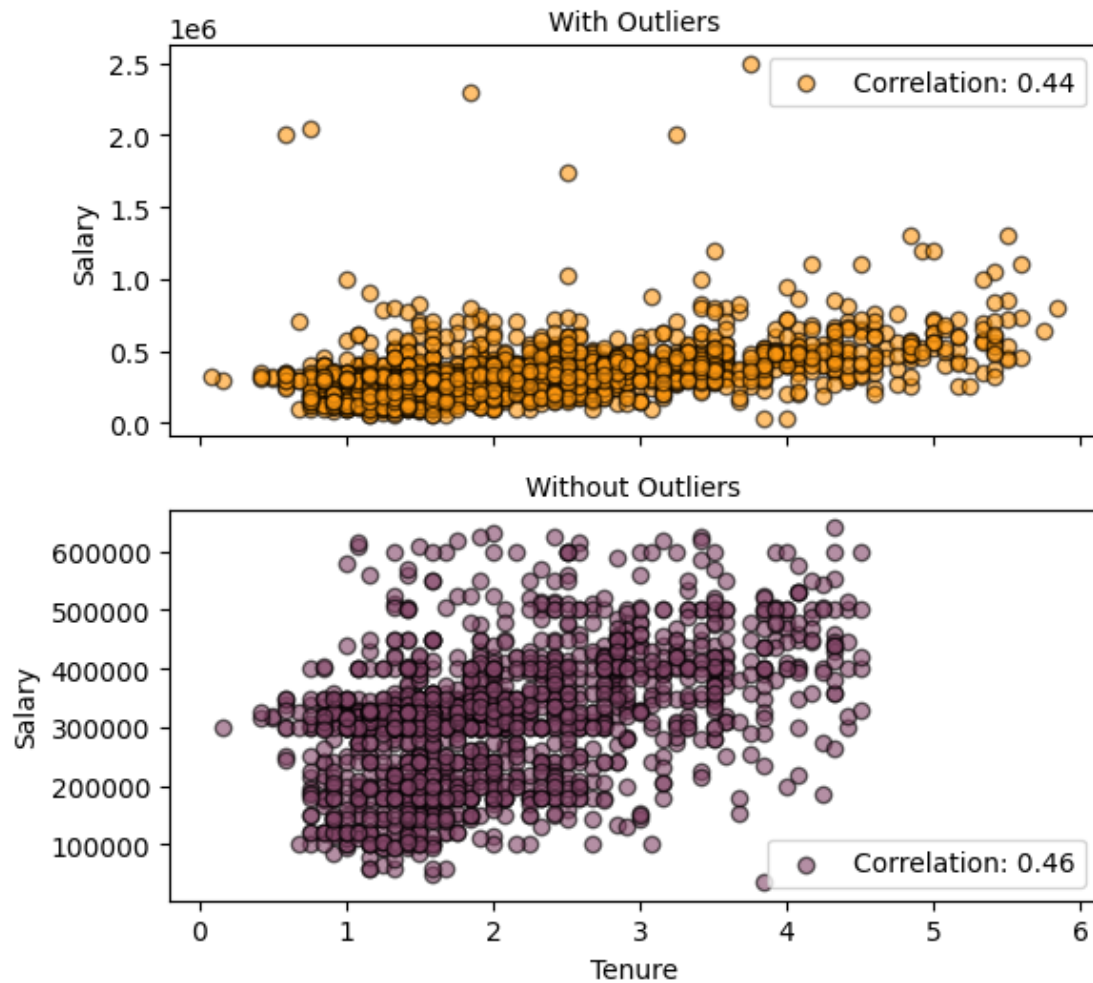 With Outliers
1e6
2.5
2.0
1.5
1.0
0.5
0.0
Salary
Correlation: 0.44
Without Outliers
600000
500000
400000
300000
200000
100000
Salary
Correlation: 0.46
0 1 2 3 4 5 6
Tenure